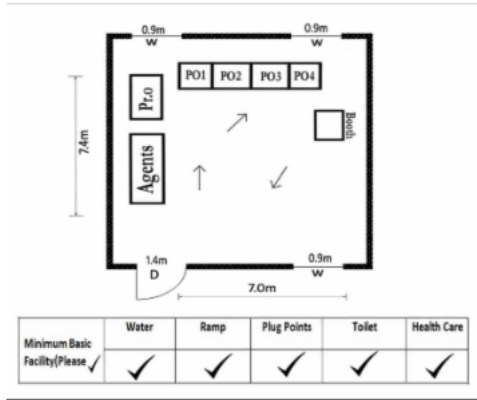 0.9m
W
0.9m
W
PO1 PO2 PO3 PO4
Pr.o
Booth
7.4m
Agents
1.4m
D
0.9m
W
7.0m
Water Ramp Plug Points Toilet Health Care
Minimum Basic
Facility(Please ✓ ✓ ✓ ✓ ✓ ✓